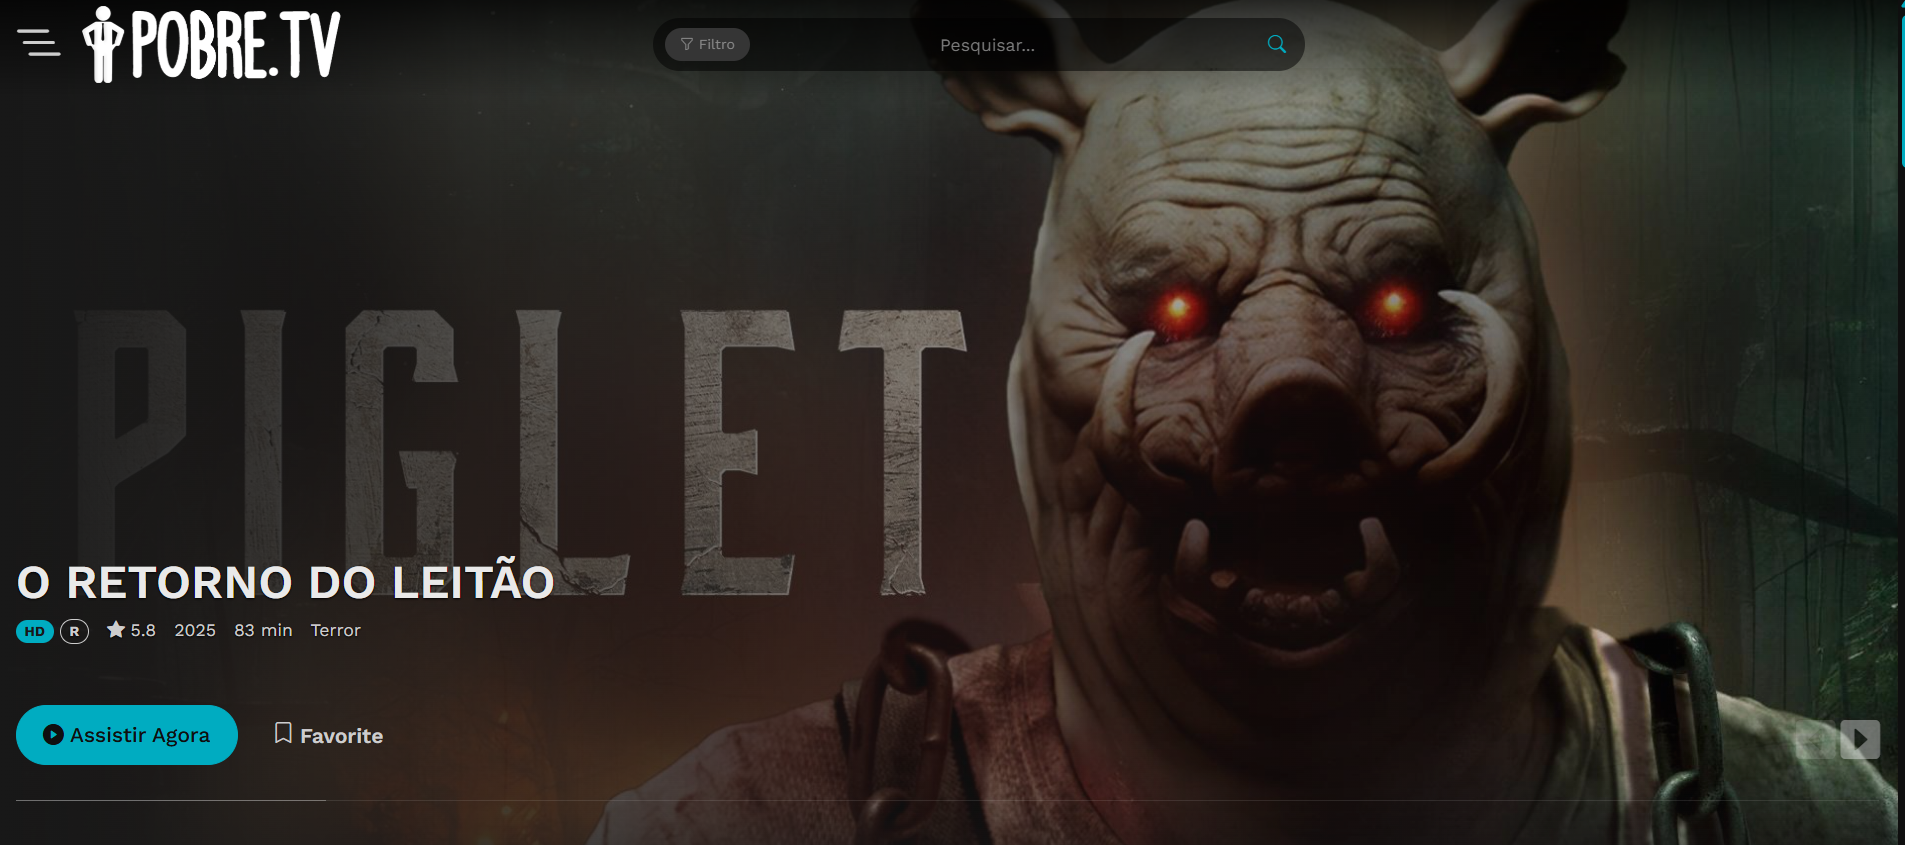 POBRE.TV
Filtro
Pesquisar...
PIGLET
O RETORNO DO LEITÃO
HD R 5.8 2025 83 min Terror
Assistir Agora
Favorite